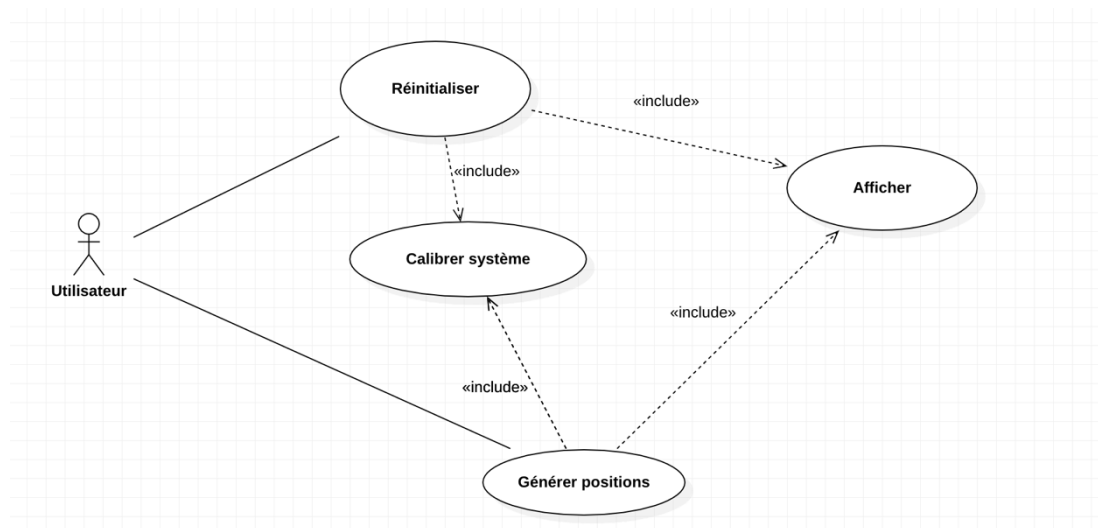 Réinitialiser
«include»
«include»
Afficher
Calibrer système
Utilisateur
«include»
«include»
Générer positions